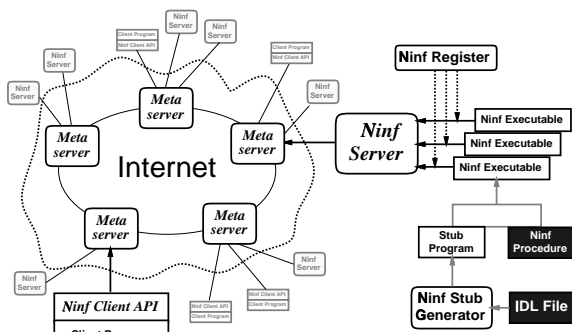 Ninf
Server
Ninf
Server
Client Program
Ninf Client API
Ninf
Server
Client Program
Ninf Client API
Ninf
Server
Ninf
Server
Ninf
Server
Meta
server
Meta
server
Meta
server
Internet
Meta
server
Meta
server
Ninf
Server
Ninf
Server
Ninf Client API
Client Program
Ninf Client API
Client Program
Ninf Client API
Ninf Register
Ninf
Server
Ninf Executable
Ninf Executable
Ninf Executable
Stub
Program
Ninf
Procedure
Ninf Stub
Generator
IDL File